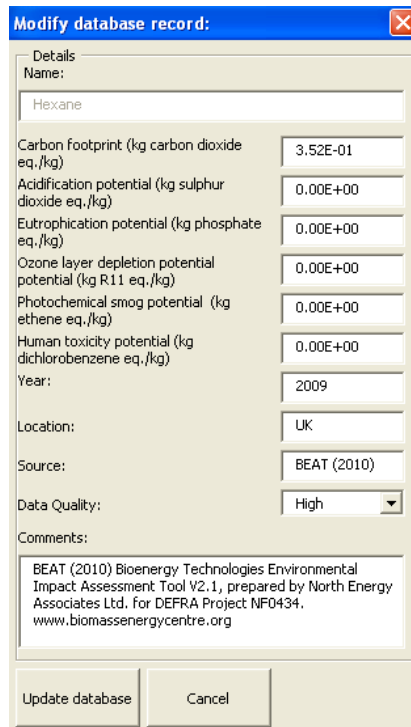 Modify database record:
Details
Name:
Hexane
Carbon footprint (kg carbon dioxide
eq./kg)
3.52E-01
Acidification potential (kg sulphur
dioxide eq./kg)
0.00E+00
Eutrophication potential (kg phosphate
eq./kg)
0.00E+00
Ozone layer depletion potential
potential (kg R11 eq./kg)
0.00E+00
Photochemical smog potential (kg
ethene eq./kg)
0.00E+00
Human toxicity potential (kg
dichlorobenzene eq./kg)
0.00E+00
Year:
2009
Location:
UK
Source:
BEAT (2010)
Data Quality:
High
Comments:
BEAT (2010) Bioenergy Technologies Environmental
Impact Assessment Tool V2.1, prepared by North Energy
Associates Ltd. for DEFRA Project NF0434.
www.biomassenergycentre.org
Update database
Cancel